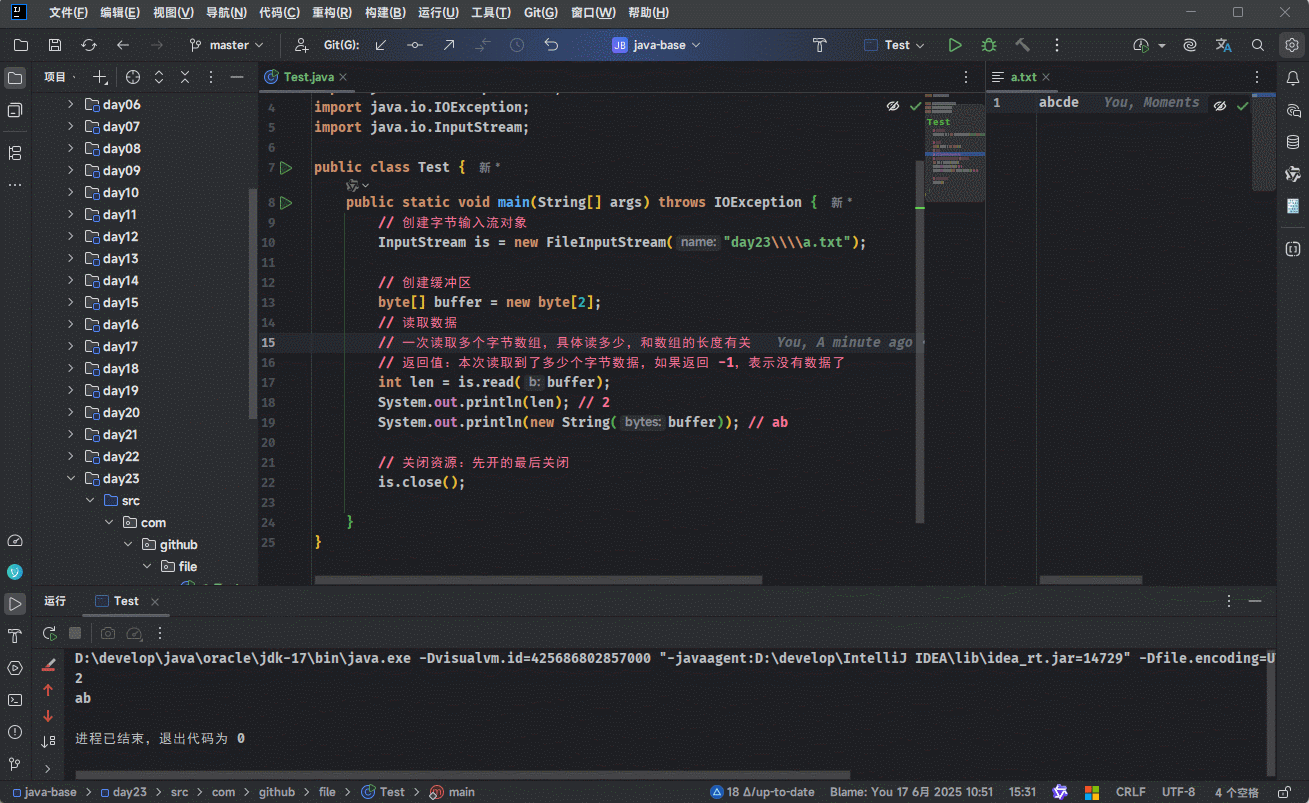 文件(F) 编辑(E) 视图(V) 导航(N) 代码(C) 重构(R) 构建(B) 运行(U) 工具(T) Git(G) 窗口(W) 帮助(H)
master Git(G): JB java-base Test
项目
Test.java
a.txt
day06
day07
day08
day09
day10
day11
day12
day13
day14
day15
day16
day17
day18
day19
day20
day21
day22
day23
src
com
github
file
4 import java.io.IOException;
5 import java.io.InputStream;
6
7 public class Test { 新 *
8 public static void main(String[] args) throws IOException { 新 *
9 // 创建字节输入流对象
10 InputStream is = new FileInputStream( name: "day23\\\\a.txt");
11
12 // 创建缓冲区
13 byte[] buffer = new byte[2];
14 // 读取数据
15 // 一次读取多个字节数组，具体读多少，和数组的长度有关 You, A minute ago
16 // 返回值：本次读取到了多少个字节数据，如果返回 -1，表示没有数据了
17 int len = is.read( b: buffer);
18 System.out.println(len); // 2
19 System.out.println(new String( bytes: buffer)); // ab
20
21 // 关闭资源：先开的最后关闭
22 is.close();
23
24 }
25 }
Test
1 abcde You, Moments
运行 Test
D:\develop\java\oracle\jdk-17\bin\java.exe -Dvisualvm.id=425686802857000 "-javaagent:D:\develop\IntelliJ IDEA\lib\idea_rt.jar=14729" -Dfile.encoding=U
2
ab
进程已结束，退出代码为 0
java-base day23 src com github file Test main 18 Δ/up-to-date Blame: You 17 6月 2025 10:51 15:31 CRLF UTF-8 4 个空格